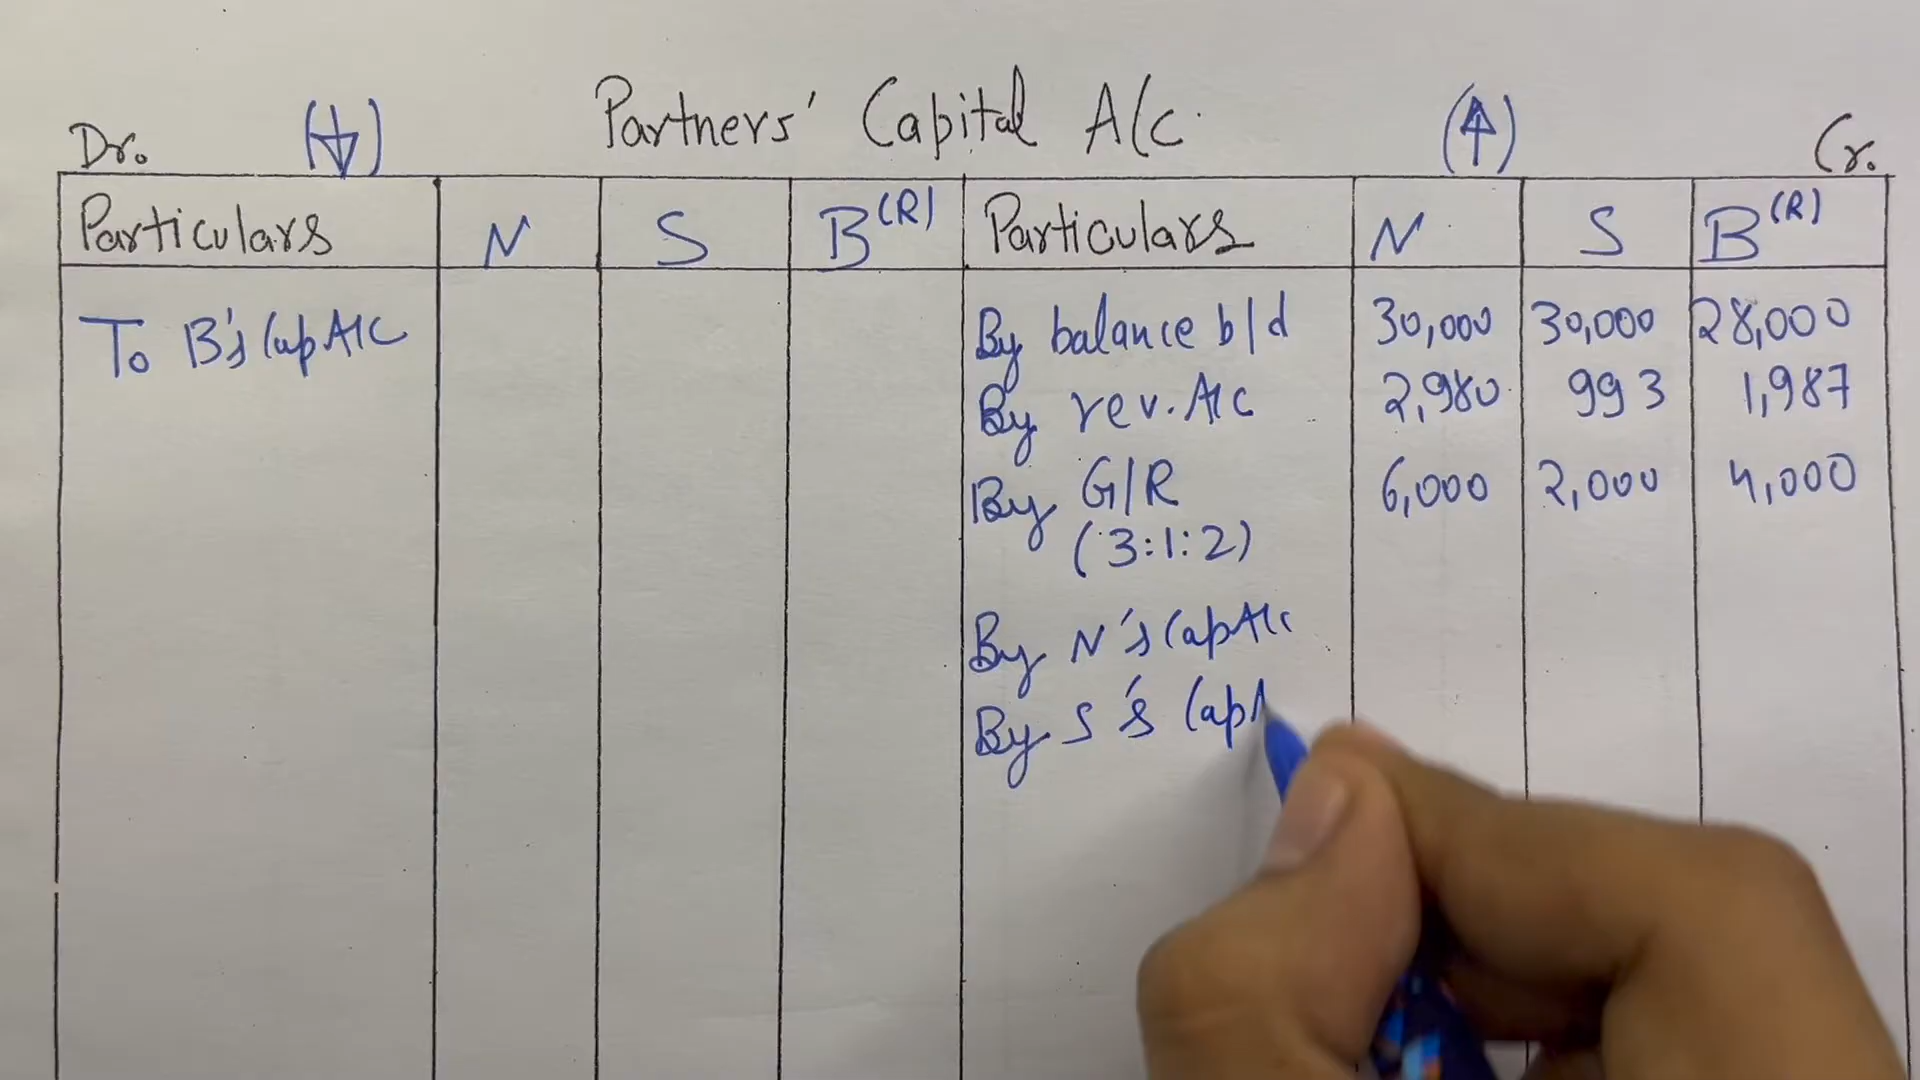 Partners' Capital A/c.
Dr. (↓) (↑) Cr.
Particulars N S B(R) Particulars N S B(R)
To B's Cap A/C By balance b/d 30,000 30,000 28,000
By rev. A/c 2,980 993 1,987
By G/R 6,000 2,000 4,000
(3:1:2)
By N's Cap A/c
By S's Cap A